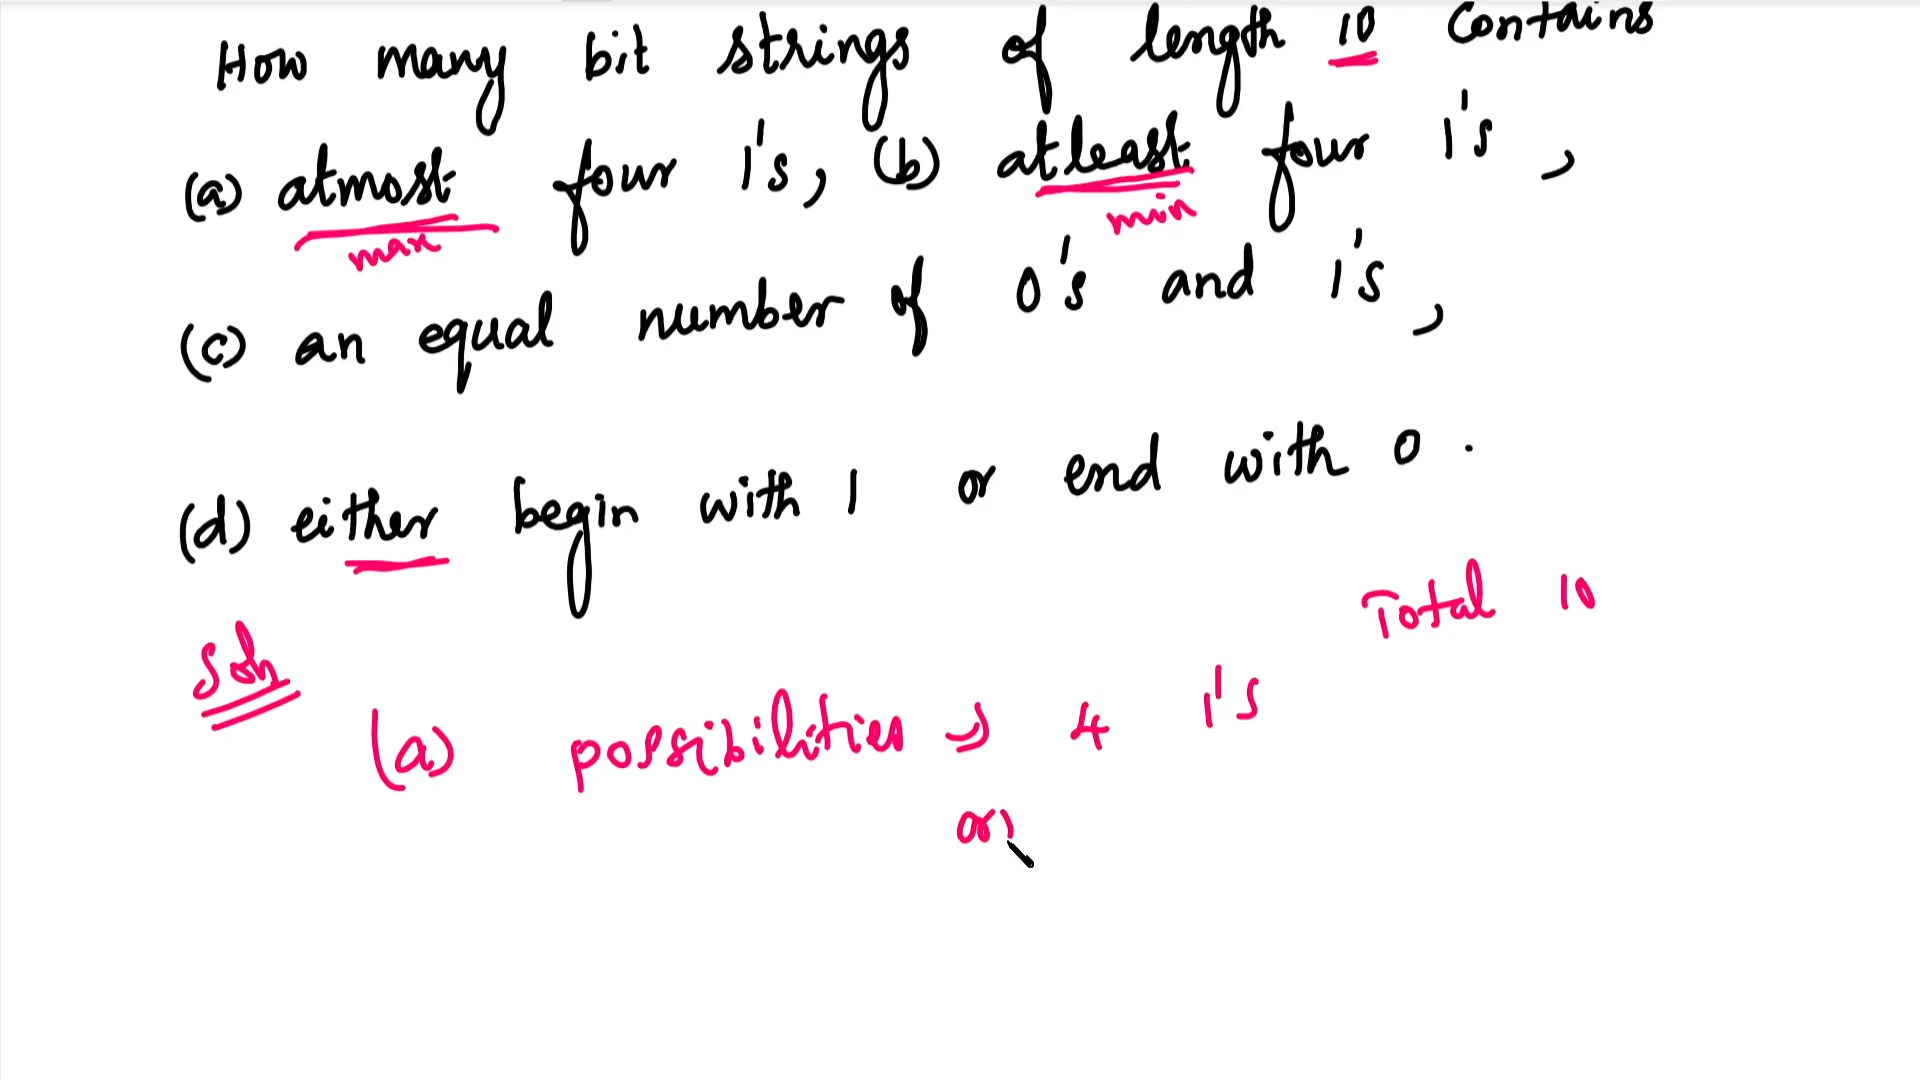 How many bit strings of length 10 contains
(a) atmost four 1's, (b) atleast four 1's,
max min
(c) an equal number of 0's and 1's,
(d) either begin with 1 or end with 0.
Total 10
Soln
(a) possibilities → 4 1's
or